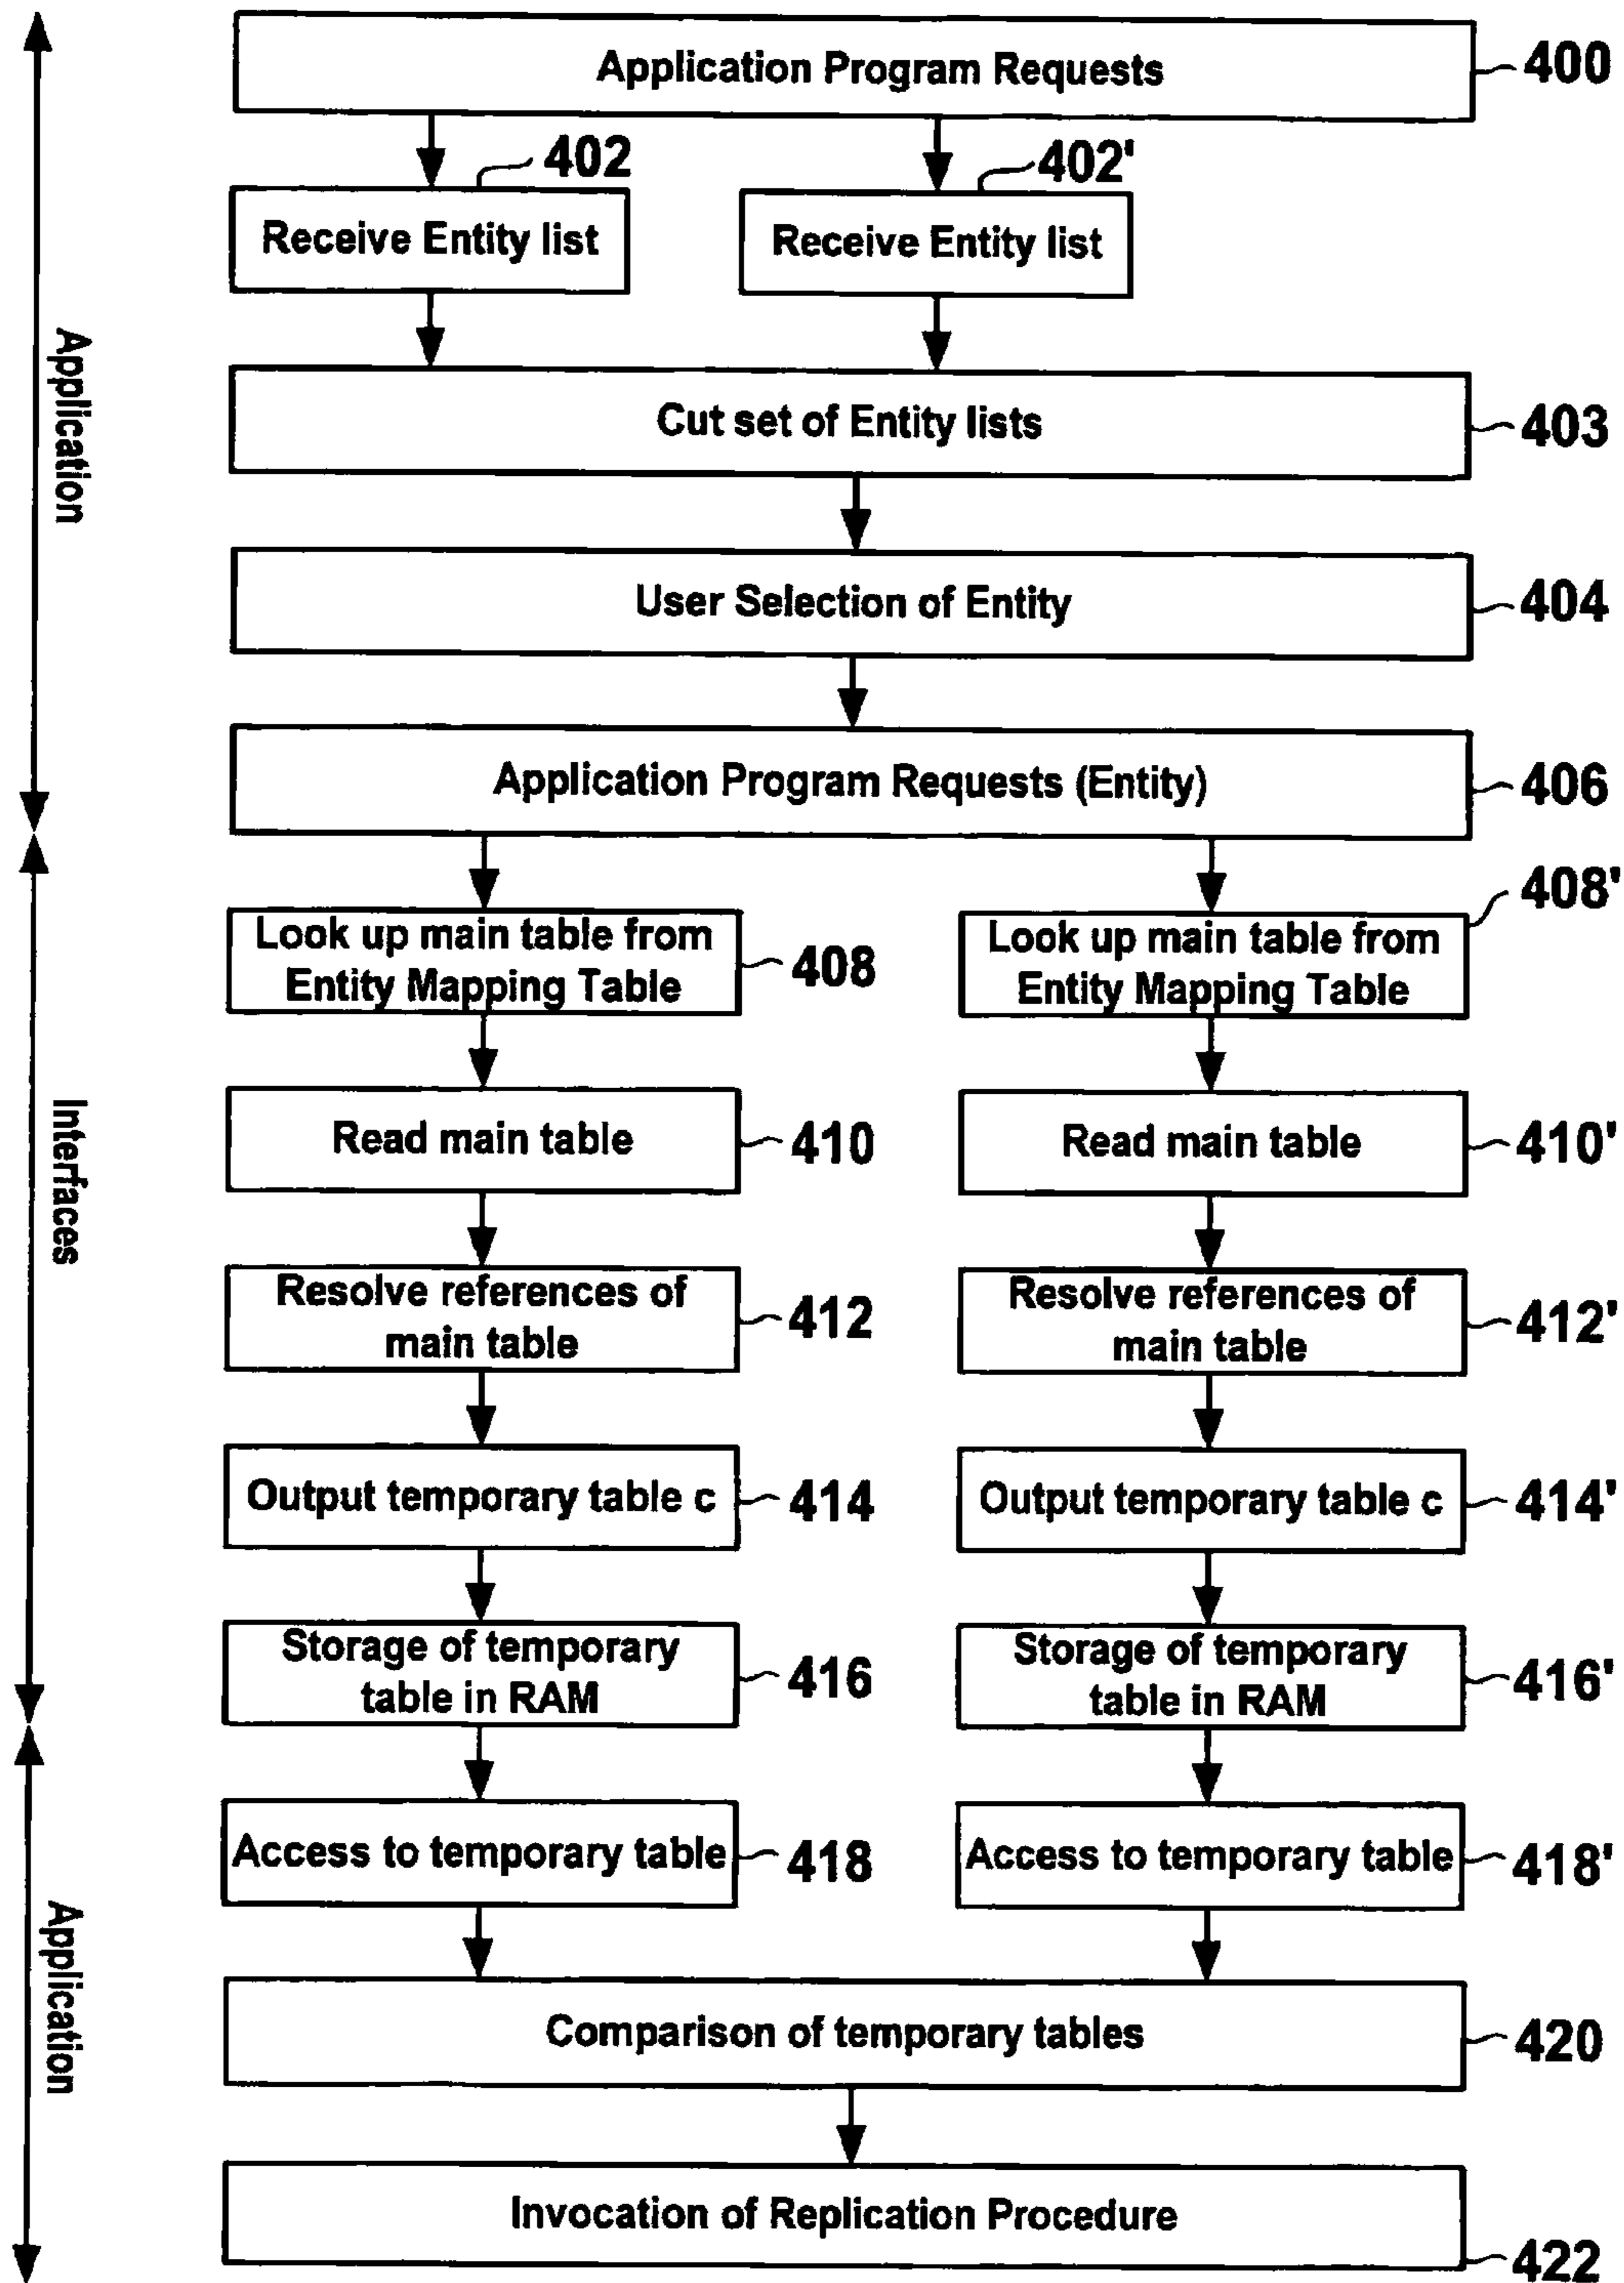 Application Program Requests
400
402
402'
Receive Entity list
Receive Entity list
Cut set of Entity lists
403
User Selection of Entity
404
Application Program Requests (Entity)
406
Application
Look up main table from
Entity Mapping Table
408
Look up main table from
Entity Mapping Table
408'
Read main table
410
Read main table
410'
Resolve references of
main table
412
Resolve references of
main table
412'
Output temporary table c
414
Output temporary table c
414'
Storage of temporary
table in RAM
416
Storage of temporary
table in RAM
416'
Interfaces
Access to temporary table
418
Access to temporary table
418'
Comparison of temporary tables
420
Invocation of Replication Procedure
422
Application